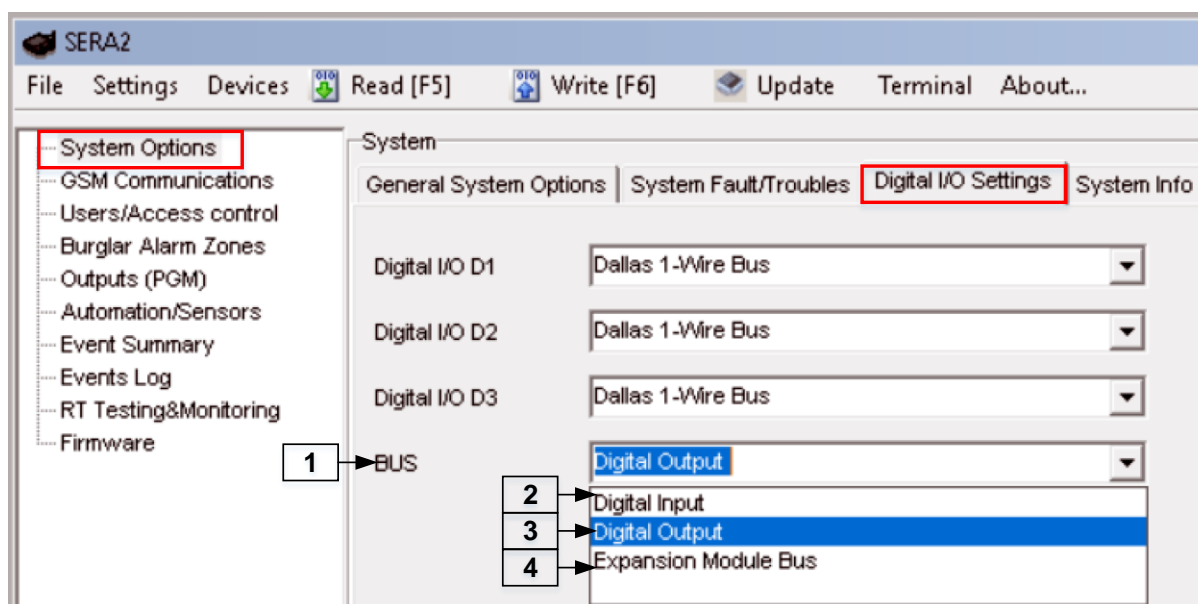 SERA2
File Settings Devices Read [F5] Write [F6] Update Terminal About...
System Options
GSM Communications
Users/Access control
Burglar Alarm Zones
Outputs (PGM)
Automation/Sensors
Event Summary
Events Log
RT Testing&Monitoring
Firmware
System
General System Options System Fault/Troubles Digital I/O Settings System Info
Digital I/O D1 Dallas 1-Wire Bus
Digital I/O D2 Dallas 1-Wire Bus
Digital I/O D3 Dallas 1-Wire Bus
1 BUS Digital Output
2 Digital Input
3 Digital Output
4 Expansion Module Bus